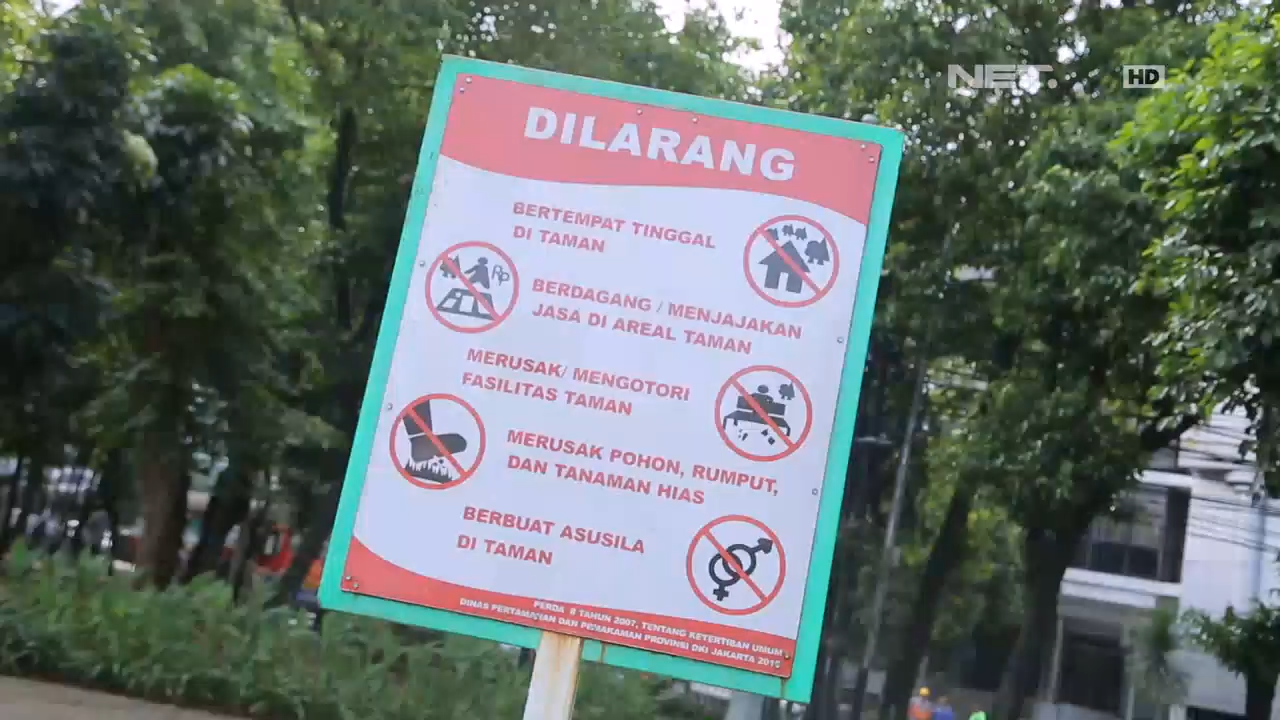 NET.
HD
DILARANG
BERTEMPAT TINGGAL
DI TAMAN
Rp
BERDAGANG / MENJAJAKAN
JASA DI AREAL TAMAN
MERUSAK/ MENGOTORI
FASILITAS TAMAN
MERUSAK POHON, RUMPUT,
DAN TANAMAN HIAS
BERBUAT ASUSILA
DI TAMAN
PERDA 8 TAHUN 2007, TENTANG KETERTIBAN UMUM
DINAS PERTAMANAN DAN PEMAKAMAN PROVINSI DKI JAKARTA 2015